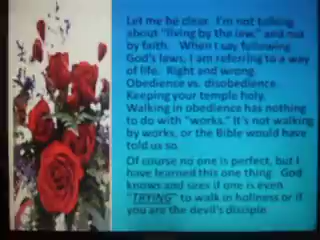 Let me be clear. I'm not talking
about "living by the law," and not
by faith. When I say following
God's laws, I am referring to a way
of life. Right and wrong.
Obedience vs. disobedience.
Keeping your temple holy.
Walking in obedience has nothing
to do with "works." It's not walking
by works, or the Bible would have
told us so.
Of course no one is perfect, but I
have learned this one thing. God
knows and sees if one is even
"TRYING" to walk in holiness or if
you are the devil's disciple